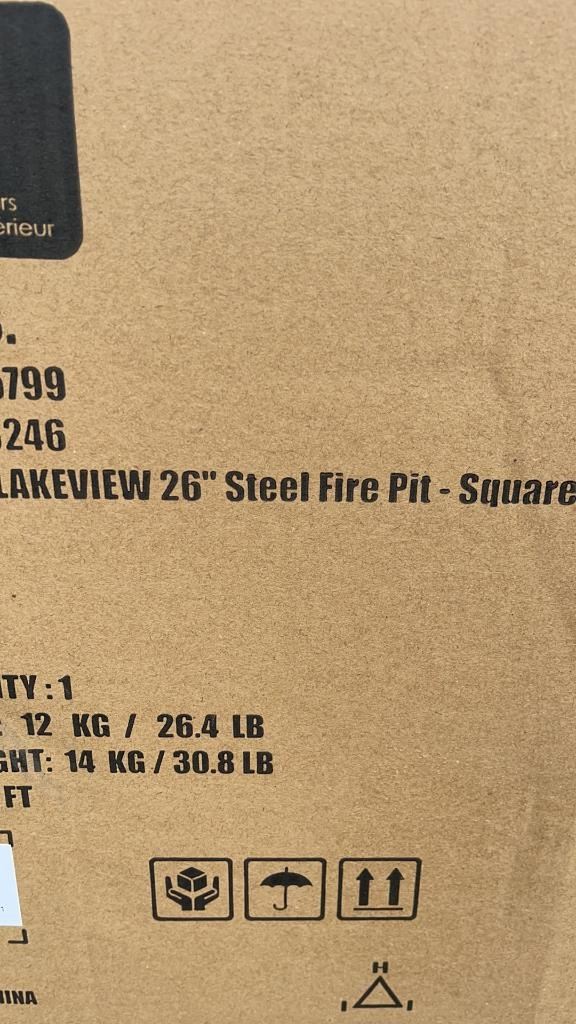 rs
erieur
799
246
LAKEVIEW 26" Steel Fire Pit - Square
ITY : 1
: 12 KG / 26.4 LB
GHT: 14 KG / 30.8 LB
FT
INA
H
I I